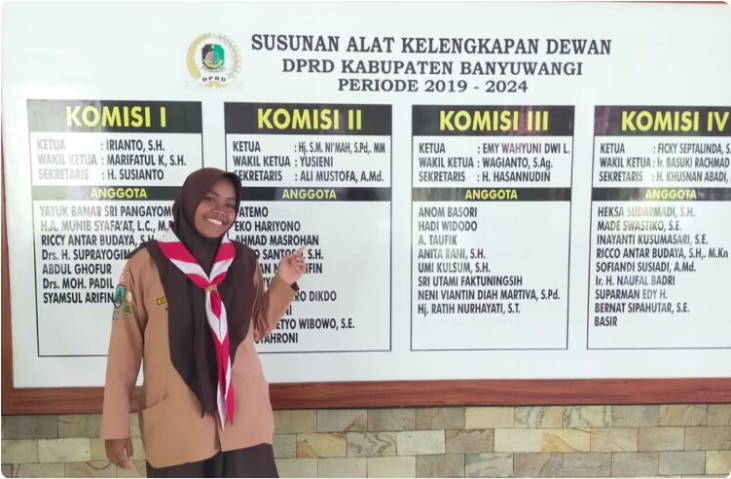 SUSUNAN ALAT KELENGKAPAN DEWAN
DPRD KABUPATEN BANYUWANGI
PERIODE 2019 - 2024
DPRD
KOMISI I
KETUA : IRIANTO, S.H.
WAKIL KETUA : MARIFATUL K, S.H
SEKRETARIS : H. SUSIANTO
ANGGOTA
YAYUK BANAR SRI PANGAYOM
H.A. MUNIB SYAFA'AT, L.C., M.
RICCY ANTAR BUDAYA, S.H
Drs. H. SUPRAYOGI
ABDUL GHOFUR
Drs. MOH. PADIL
SYAMSUL ARIFIN
KOMISI II
KETUA : Hj. S.M. NI'MAH, S.Pd,. MM
WAKIL KETUA : YUSIENI
SEKRETARIS : ALI MUSTOFA, A.Md.
ANGGOTA
PATEMO
EKO HARIYONO
AHMAD MASROHAN
SANTOS
IFIN
RO DIKDO
NI
ETYO WIBOWO, S.E.
KOMISI III
KETUA : EMY WAHYUNI DWI L.
WAKIL KETUA : WAGIANTO, S.Ag.
SEKRETARIS : H. HASANNUDIN
ANGGOTA
ANOM BASORI
HADI WIDODO
A. TAUFIK
ANITA RANI, S.H
UMI KULSUM, S.H.
SRI UTAMI FAKTUNINGSIH
NENI VIANTIN DIAH MARTIVA, S.Pd.
Hj. RATIH NURHAYATI, S.T.
KOMISI IV
KETUA : FICKY SEPTALINDA, S.
WAKIL KETUA : Ir. BASUKI RACHMAD
SEKRETARIS : H. KHUSNAN ABADI,
ANGGOTA
HEKSA SUDARMADI, S.H.
MADE SWASTIKO, S.E.
INAYANTI KUSUMASARI, S.E.
RICCO ANTAR BUDAYA, S.H,. M.Kn
SOFIANDI SUSIADI, A.Md.
Ir. H. NAUFAL BADRI
SUPARMAN EDY H.
BERNAT SIPAHUTAR, S.E.
BASIR